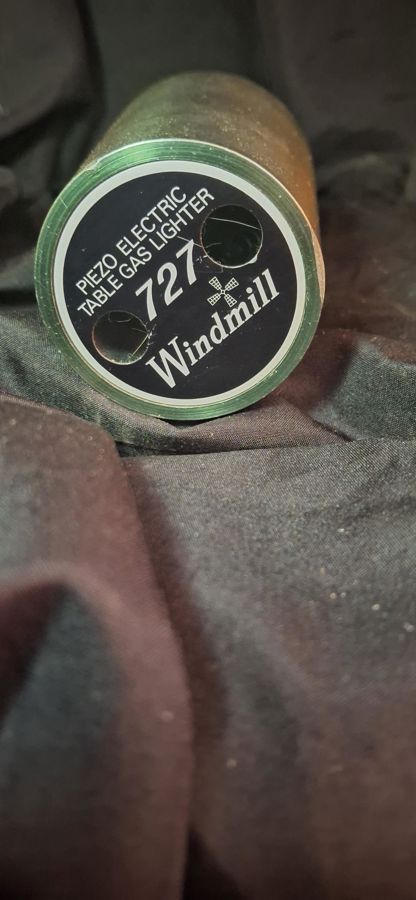 PIEZO ELECTRIC
TABLE GAS LIGHTER
727
Windmill